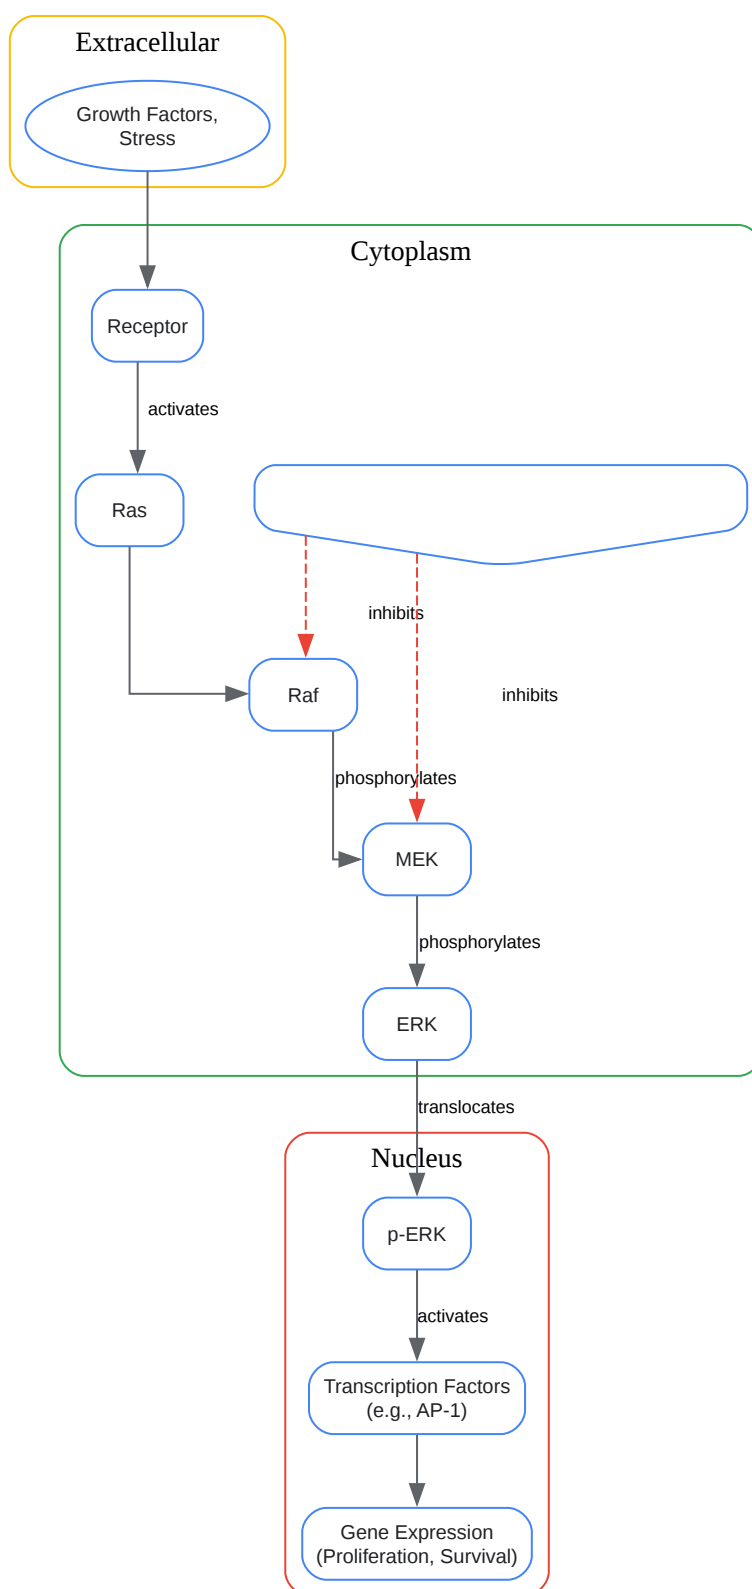 Extracellular
Growth Factors,
Stress
Cytoplasm
Receptor
activates
Ras
inhibits
Raf
inhibits
phosphorylates
MEK
phosphorylates
ERK
translocates
Nucleus
p-ERK
activates
Transcription Factors
(e.g., AP-1)
Gene Expression
(Proliferation, Survival)